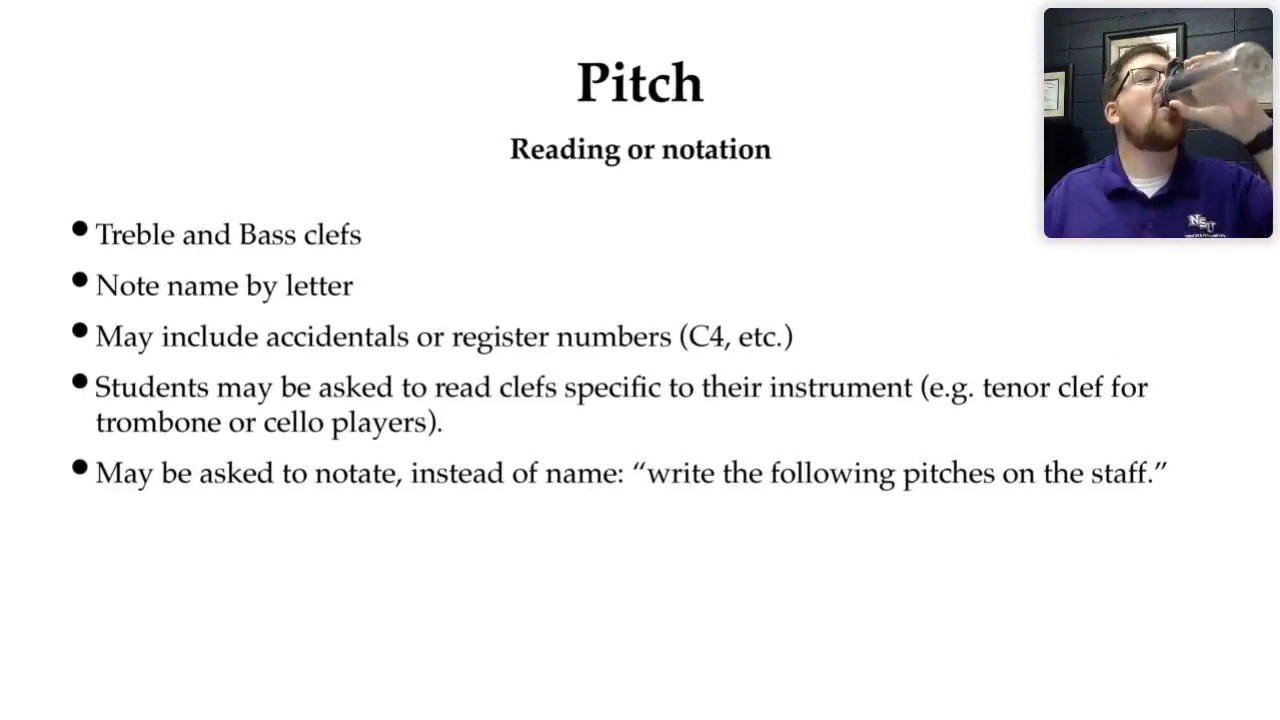 Pitch
Reading or notation
• Treble and Bass clefs
• Note name by letter
• May include accidentals or register numbers (C4, etc.)
• Students may be asked to read clefs specific to their instrument (e.g. tenor clef for
trombone or cello players).
• May be asked to notate, instead of name: “write the following pitches on the staff.”
NSU